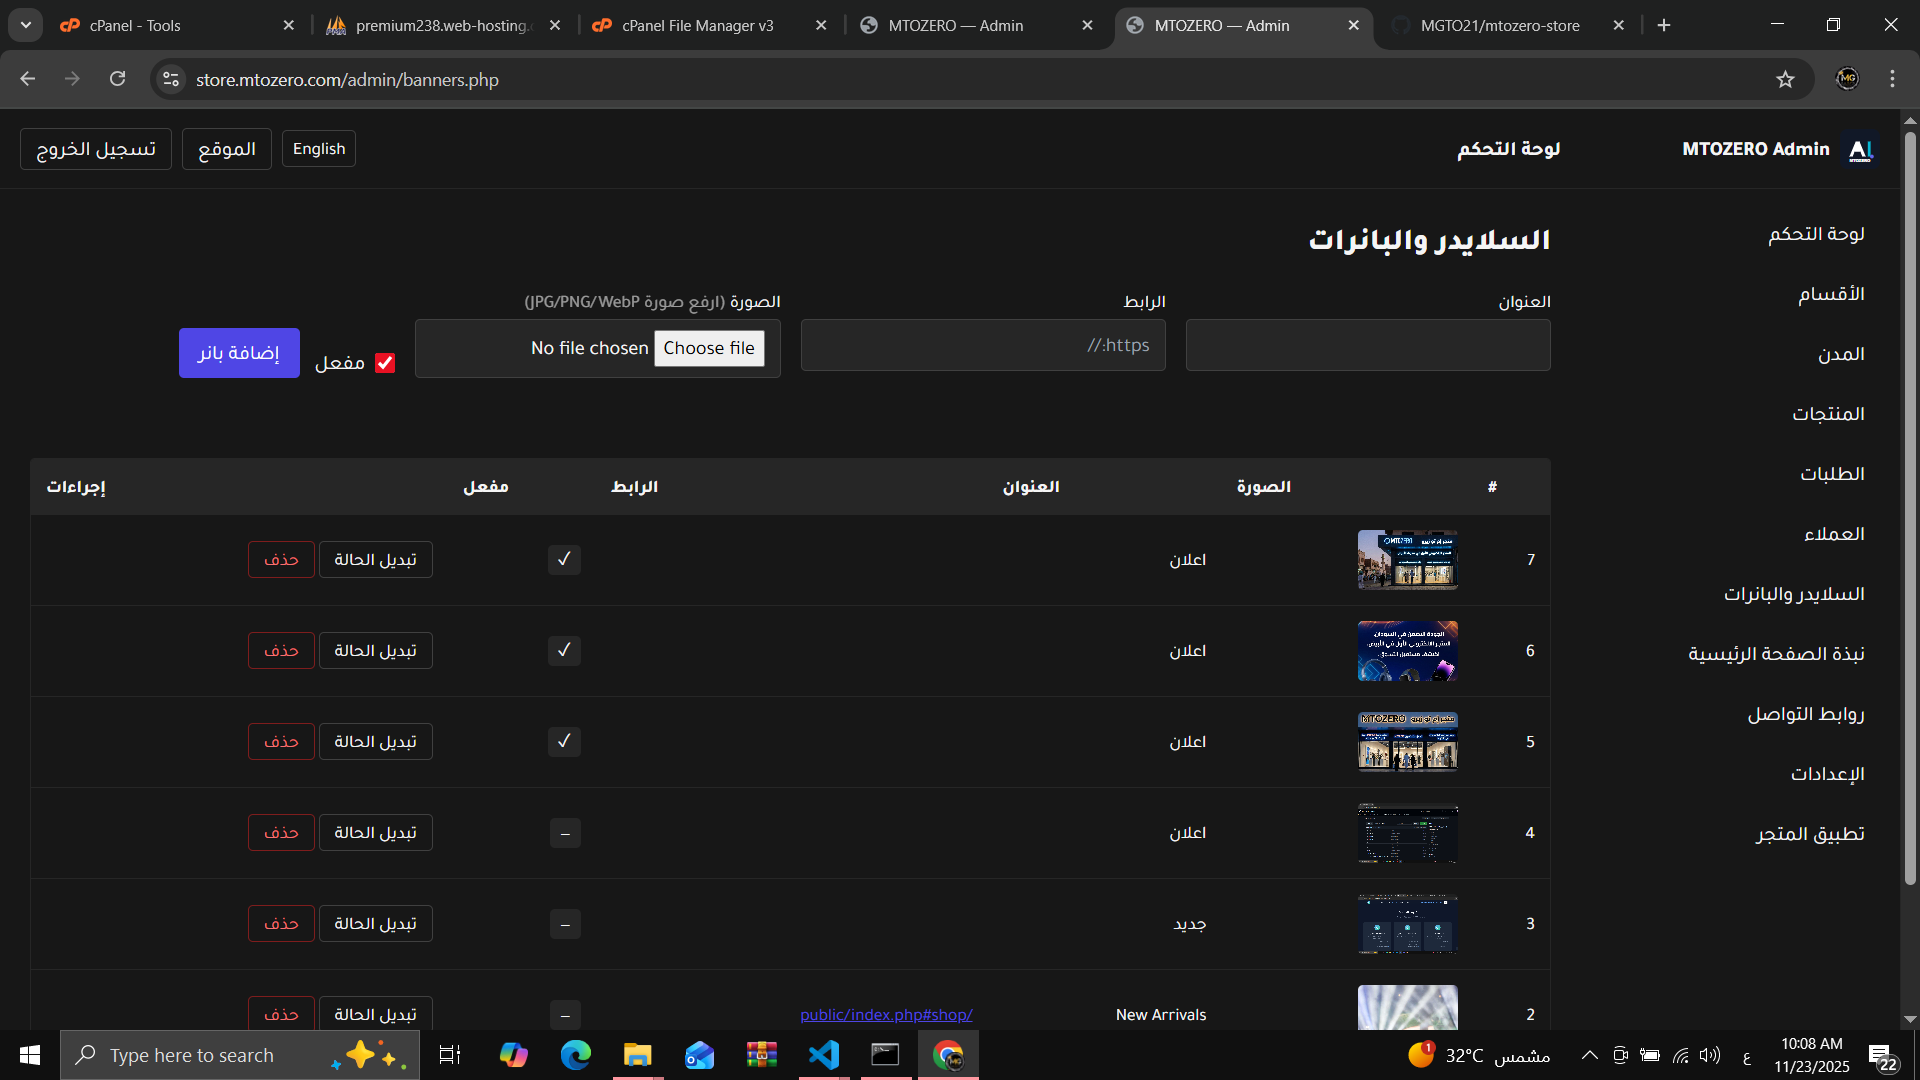 cPanel - Tools
premium238.web-hosting.
cPanel File Manager v3
MTOZERO — Admin
MTOZERO — Admin
MGTO21/mtozero-store
store.mtozero.com/admin/banners.php
MTOZERO Admin
لوحة التحكم
English
الموقع
تسجيل الخروج
لوحة التحكم
الأقسام
المدن
المنتجات
الطلبات
العملاء
السلايدر والبانرات
نبذة الصفحة الرئيسية
روابط التواصل
الإعدادات
تطبيق المتجر
السلايدر والبانرات
العنوان
الرابط
https://
الصورة (ارفع صورة JPG/PNG/WebP)
Choose file No file chosen
مفعل
إضافة بانر
# الصورة العنوان الرابط مفعل إجراءات
7 اعلان ✓ تبديل الحالة حذف
6 اعلان ✓ تبديل الحالة حذف
5 اعلان ✓ تبديل الحالة حذف
4 اعلان – تبديل الحالة حذف
3 جديد – تبديل الحالة حذف
2 New Arrivals public/index.php#shop/ – تبديل الحالة حذف
MTOZERO
Type here to search
1
32°C مشمس
ع
10:08 AM
11/23/2025
22